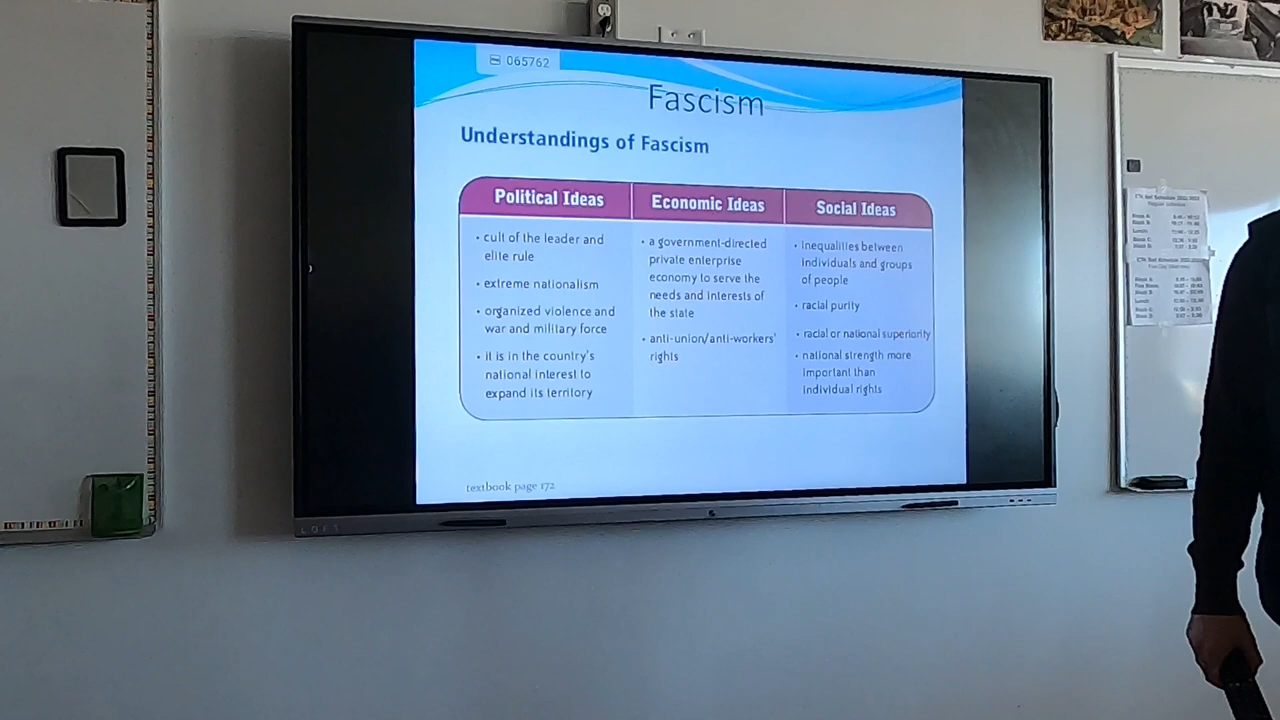 065762
Fascism
Understandings of Fascism
Political Ideas
• cult of the leader and
elite rule
• extreme nationalism
• organized violence and
war and military force
• it is in the country's
national interest to
expand its territory
Economic Ideas
• a government-directed
private enterprise
economy to serve the
needs and interests of
the state
• anti-union/anti-workers'
rights
Social Ideas
• inequalities between
individuals and groups
of people
• racial purity
• racial or national superiority
• national strength more
important than
individual rights
textbook page 172
LOFT